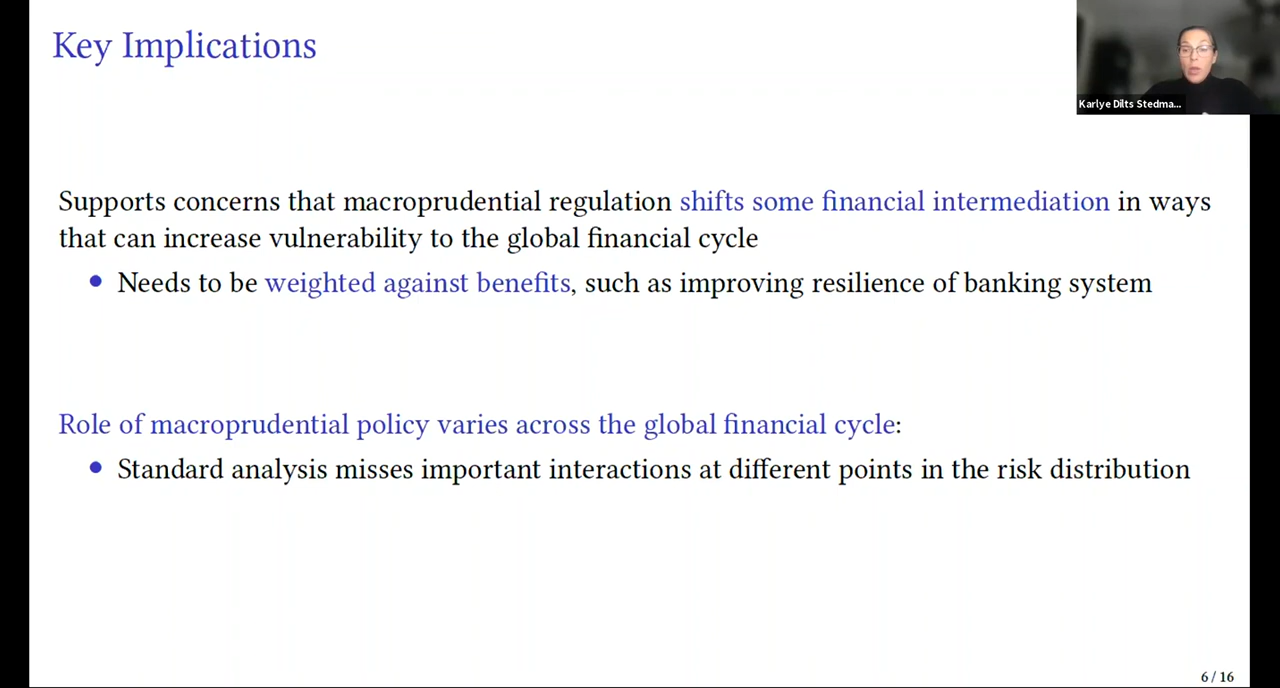 Key Implications
Karlye Dilts Stedma...
Supports concerns that macroprudential regulation shifts some financial intermediation in ways
that can increase vulnerability to the global financial cycle
• Needs to be weighted against benefits, such as improving resilience of banking system
Role of macroprudential policy varies across the global financial cycle:
• Standard analysis misses important interactions at different points in the risk distribution
6 / 16